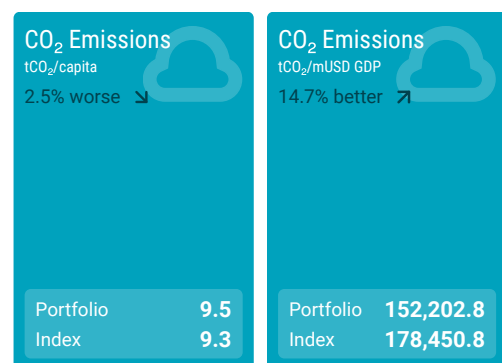 CO₂ Emissions
tCO₂/capita
2.5% worse
Portfolio 9.5
Index 9.3
CO₂ Emissions
tCO₂/mUSD GDP
14.7% better
Portfolio 152,202.8
Index 178,450.8